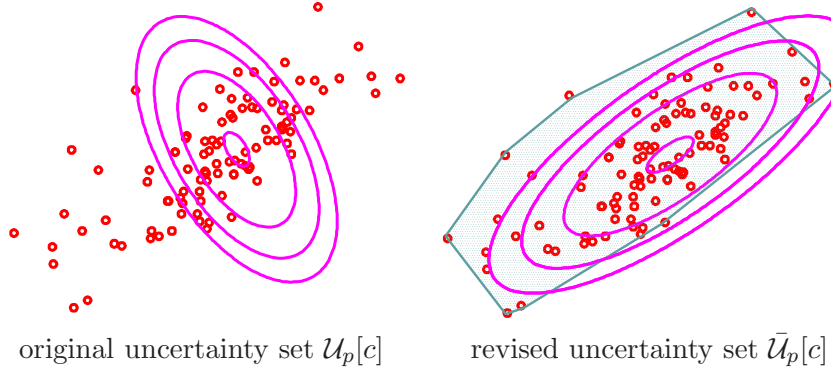 original uncertainty set 𝒰_p[c]
revised uncertainty set 𝒰̄_p[c]